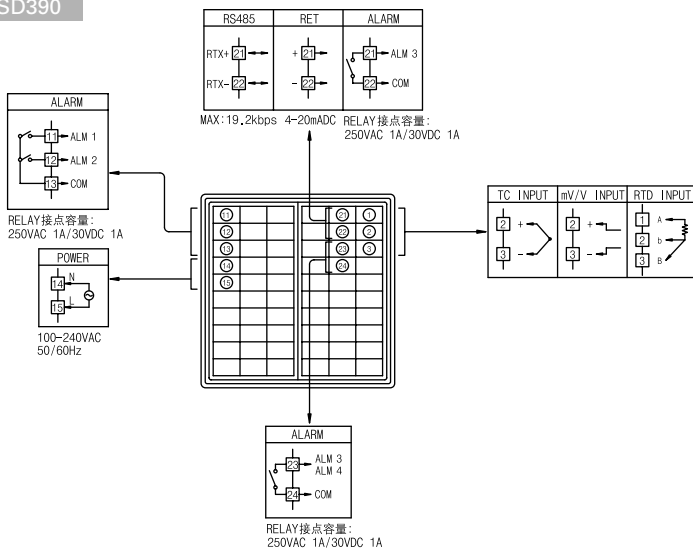 SD390
RS485 RET ALARM
RTX+ 21 + 21 21 ALM 3
RTX- 22 - 22 22 COM
MAX:19.2kbps 4-20mADC RELAY接点容量:
250VAC 1A/30VDC 1A
ALARM
11 ALM 1
12 ALM 2
13 COM
RELAY接点容量:
250VAC 1A/30VDC 1A
POWER
14 N
15 L
100-240VAC
50/60Hz
11 21 1
12 22 2
13 23 3
14 24
15
TC INPUT mV/V INPUT RTD INPUT
1 A
2 + 2 + 2 b
3 - 3 - 3 B
ALARM
23 ALM 3
ALM 4
24 COM
RELAY接点容量:
250VAC 1A/30VDC 1A